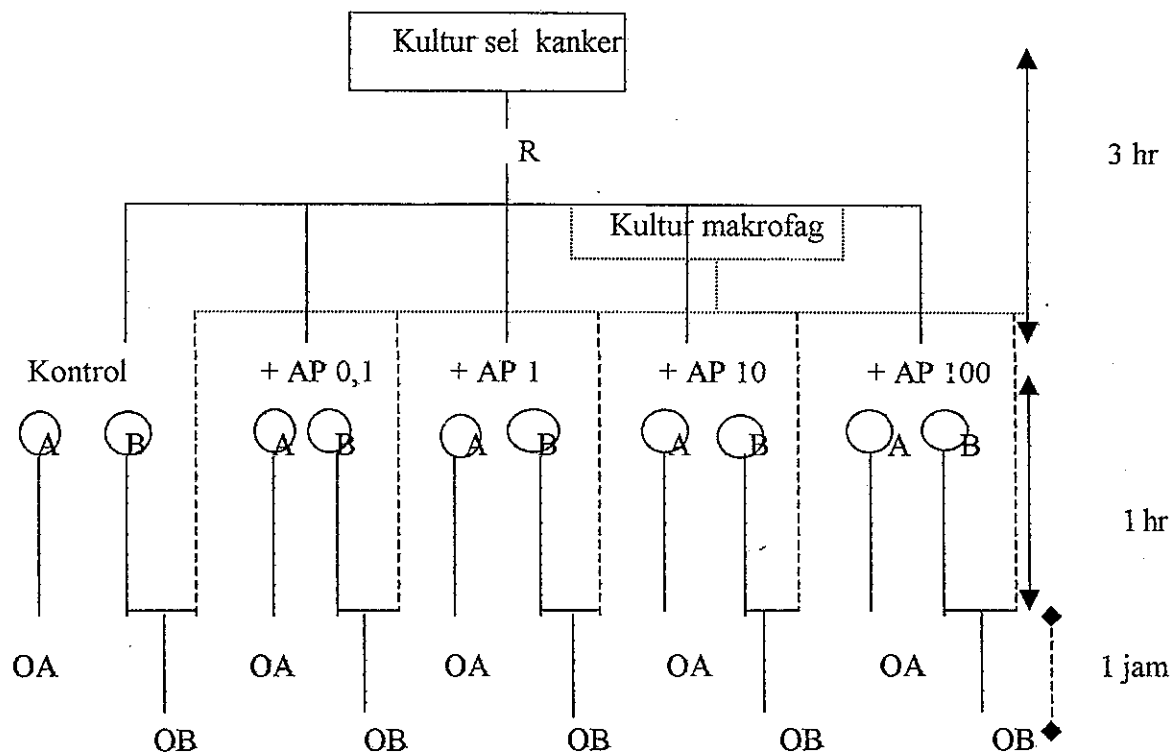 Kultur sel kanker
R
3 hr
Kultur makrofag
Kontrol + AP 0,1 + AP 1 + AP 10 + AP 100
A B A B A B A B A B
1 hr
OA OA OA OA OA 1 jam
OB OB OB OB OB